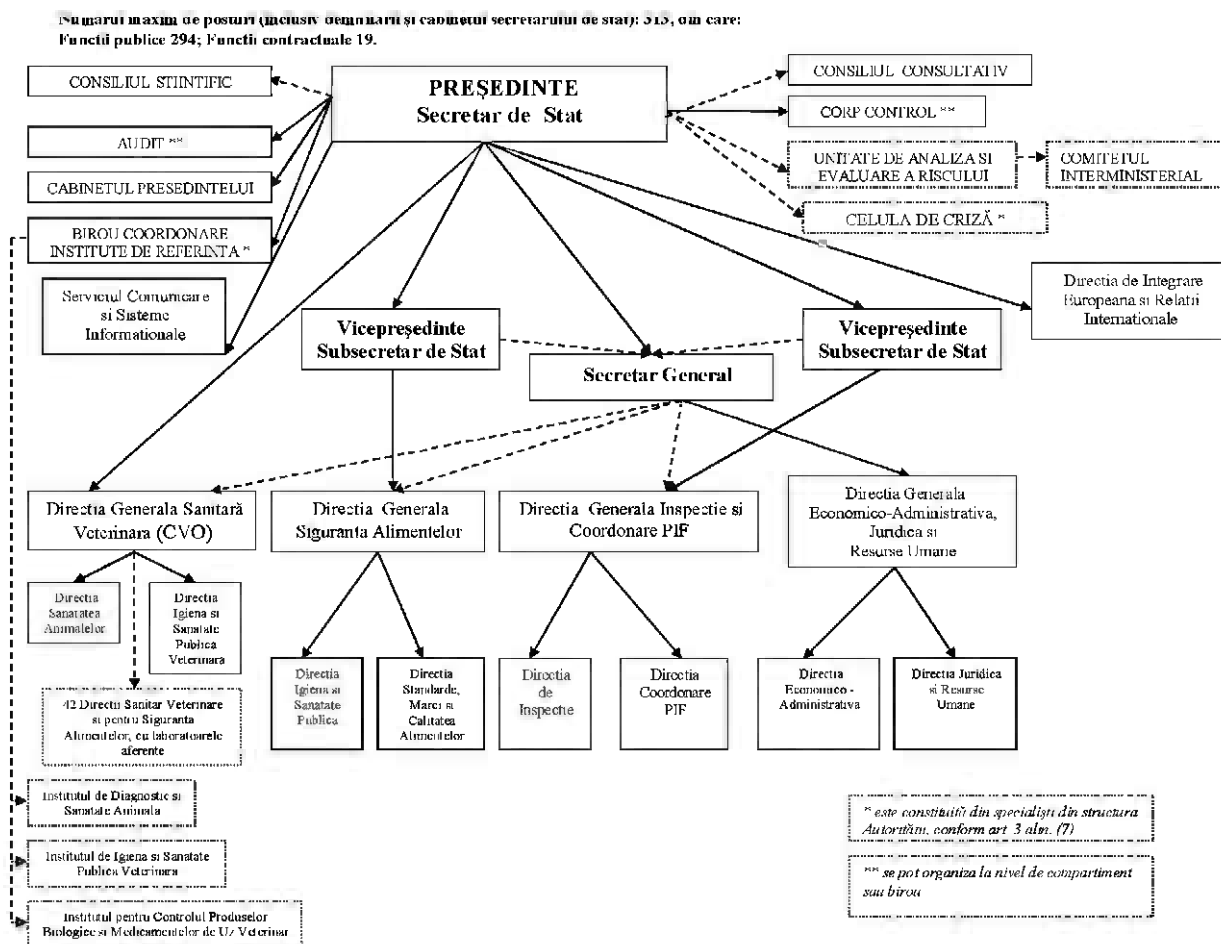 Numarul maxim de posturi (inclusiv demnitarii și cabinetul secretarului de stat): 313, din care:
Functii publice 294; Functii contractuale 19.
CONSILIUL STIINTIFIC
PREȘEDINTE
Secretar de Stat
CONSILIUL CONSULTATIV
CORP CONTROL **
AUDIT **
UNITATE DE ANALIZA SI
EVALUARE A RISCULUI
COMITETUL
INTERMINISTERIAL
CABINETUL PRESEDINTELUI
CELULA DE CRIZĂ *
BIROU COORDONARE
INSTITUTE DE REFERINTA *
Serviciul Comunicare
si Sisteme
Informationale
Directia de Integrare
Europeana si Relatii
Internationale
Vicepreşedinte
Subsecretar de Stat
Vicepreşedinte
Subsecretar de Stat
Secretar General
Directia Generala Sanitară
Veterinara (CVO)
Directia Generala
Siguranta Alimentelor
Directia Generala Inspectie si
Coordonare PIF
Directia Generala
Economico-Administrativa,
Juridica si
Resurse Umane
Directia
Sanatatea
Animalelor
Directia
Igiena si
Sanatate
Publica
Veterinara
Directia
Igiena si
Sanatate
Publica
Directia
Standarde,
Marci si
Calitatea
Alimentelor
Directia
de
Inspectie
Directia
Coordonare
PIF
Directia
Economico -
Administrativa
Directia Juridica
si Resurse
Umane
42 Directii Sanitar Veterinare
si pentru Siguranta
Alimentelor, cu laboratoarele
aferente
Institutul de Diagnostic si
Sanatate Animala
Institutul de Igiena si Sanatate
Publica Veterinara
Institutul pentru Controlul Produselor
Biologice si Medicamentelor de Uz Veterinar
* este constituită din specialiști din structura
Autorităţii, conform art. 3 alin. (7)
** se pot organiza la nivel de compartiment
sau birou